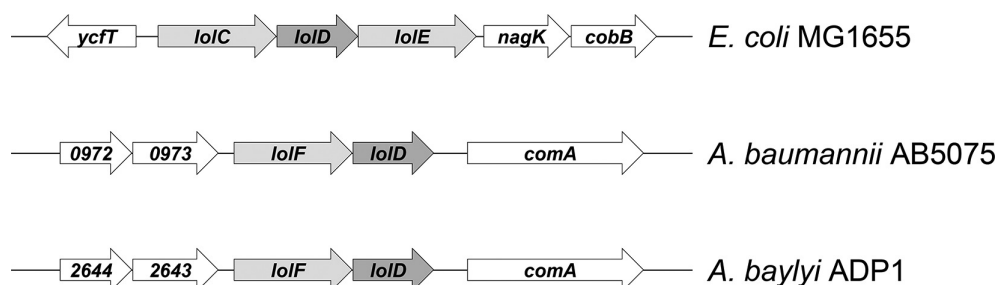 ycfT lolC lolD lolE nagK cobB E. coli MG1655
0972 0973 lolF lolD comA A. baumannii AB5075
2644 2643 lolF lolD comA A. baylyi ADP1